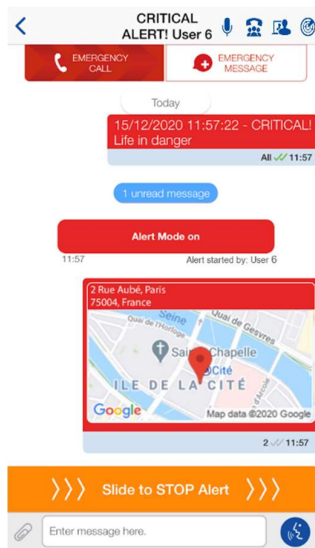 CRITICAL
ALERT! User 6
EMERGENCY
CALL
EMERGENCY
MESSAGE
Today
15/12/2020 11:57:22 - CRITICAL!
Life in danger
All 11:57
1 unread message
Alert Mode on
11:57
Alert started by: User 6
2 Rue Aubé, Paris
75004, France
Seine
Quai de l'Horloge
Quai de Gesvres
Chapelle
Cité
ILE DE LA CITÉ
d'Arcole
Google
Map data ©2020 Google
2 11:57
Slide to STOP Alert
Enter message here.